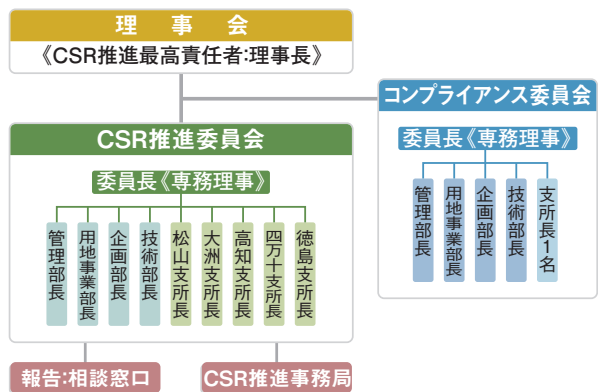 理事会
《CSR推進最高責任者:理事長》
コンプライアンス委員会
委員長《専務理事》
管理部長
用地事業部長
企画部長
技術部長
支所長1名
CSR推進委員会
委員長《専務理事》
管理部長
用地事業部長
企画部長
技術部長
松山支所長
大洲支所長
高知支所長
四万十支所長
徳島支所長
報告:相談窓口
CSR推進事務局